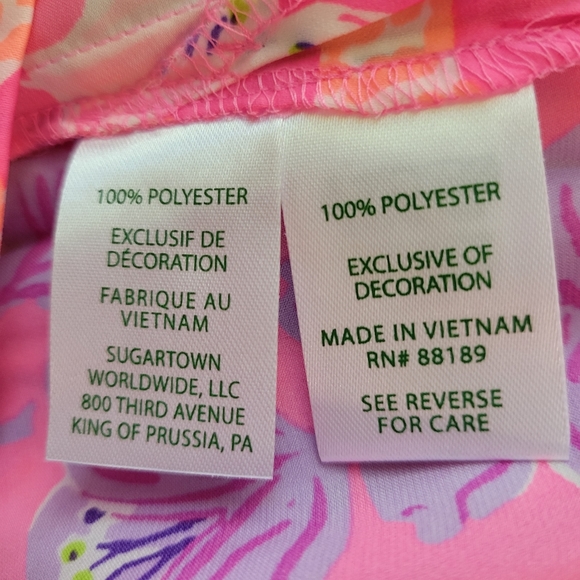 100% POLYESTER
EXCLUSIF DE
DÉCORATION
FABRIQUE AU
VIETNAM
SUGARTOWN
WORLDWIDE, LLC
800 THIRD AVENUE
KING OF PRUSSIA, PA
100% POLYESTER
EXCLUSIVE OF
DECORATION
MADE IN VIETNAM
RN# 88189
SEE REVERSE
FOR CARE